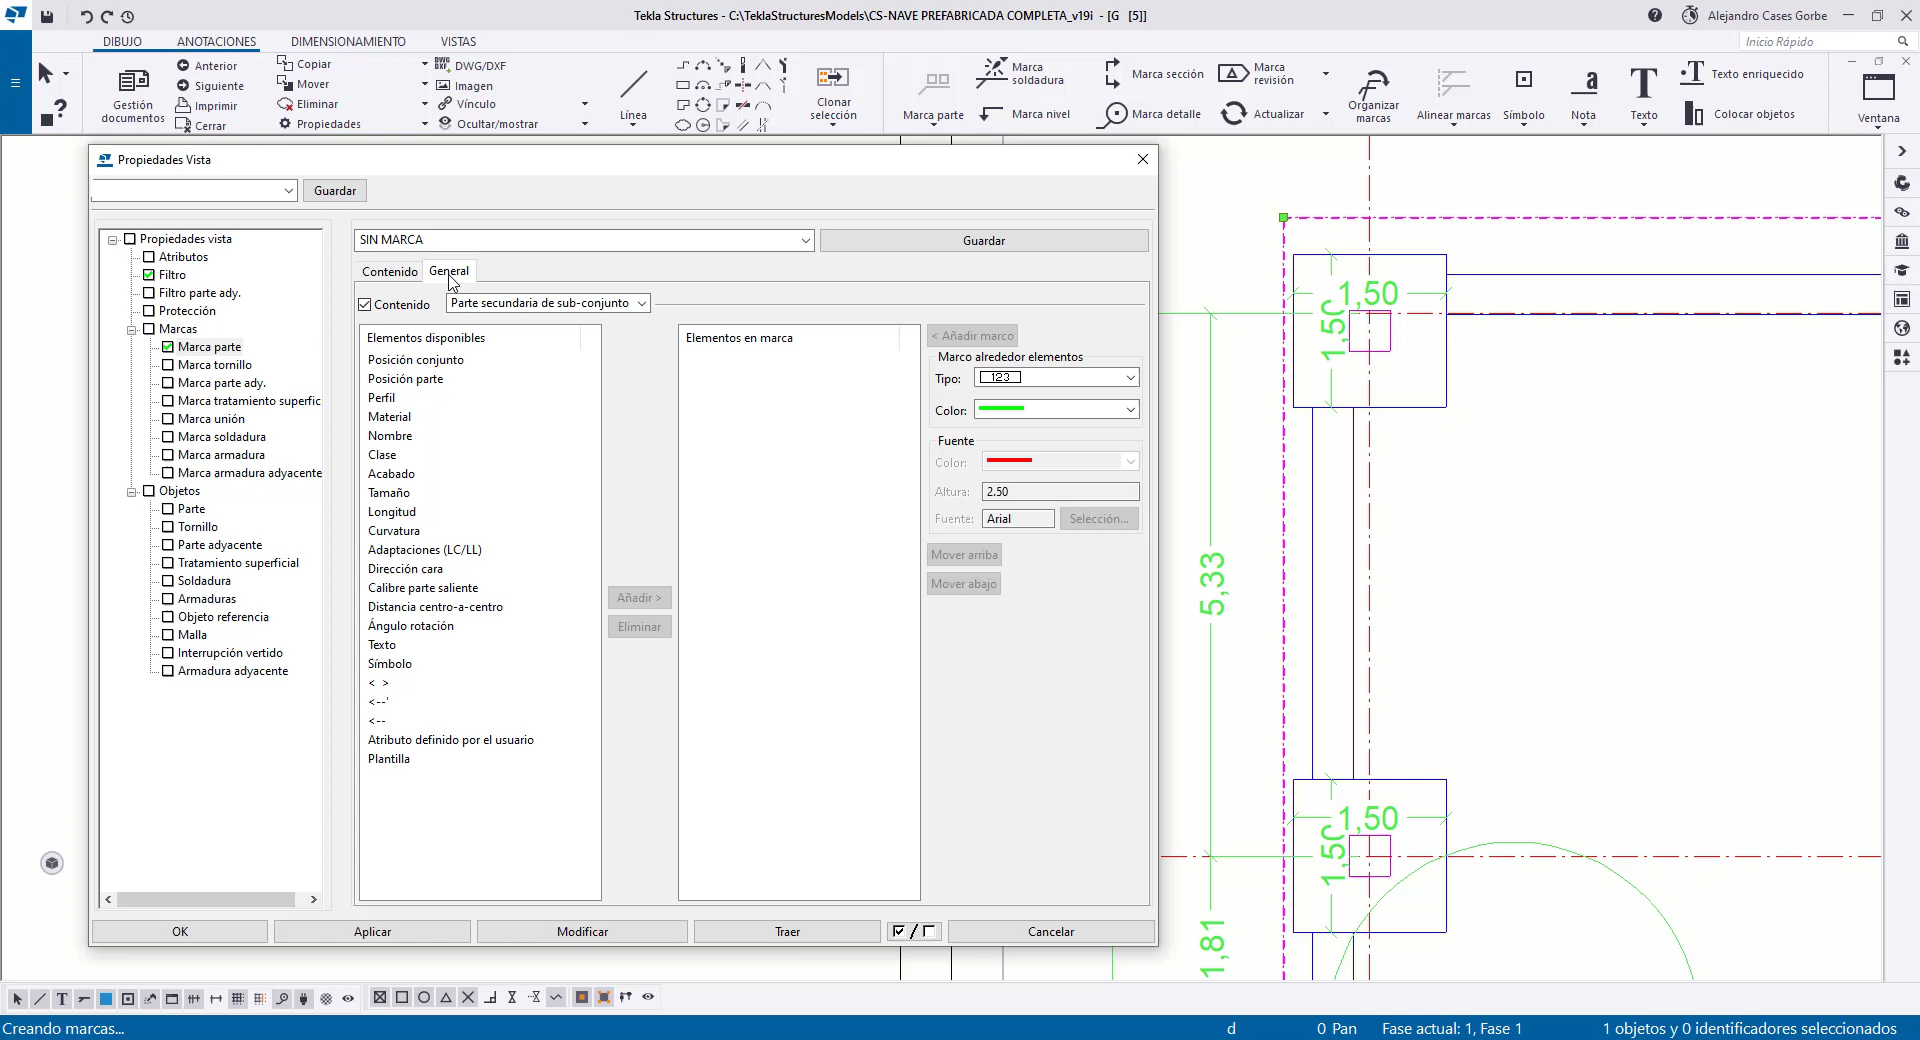 Tekla Structures - C:\TeklaStructuresModels\CS-NAVE PREFABRICADA COMPLETA_v19i - [G   [5]]
Alejandro Cases Gorbe
DIBUJO
ANOTACIONES
DIMENSIONAMIENTO
VISTAS
Inicio Rápido
Gestión documentos
Anterior
Siguiente
Imprimir
Cerrar
Copiar
Mover
Eliminar
Propiedades
DWG/DXF
Imagen
Vínculo
Ocultar/mostrar
Línea
Clonar selección
Marca parte
Marca soldadura
Marca nivel
Marca sección
Marca detalle
Marca revisión
Actualizar
Organizar marcas
Alinear marcas
Símbolo
Nota
Texto
Texto enriquecido
Colocar objetos
Ventana
Propiedades Vista
Guardar
Propiedades vista
Atributos
Filtro
Filtro parte ady.
Protección
Marcas
Marca parte
Marca tornillo
Marca parte ady.
Marca tratamiento superfic
Marca unión
Marca soldadura
Marca armadura
Marca armadura adyacente
Objetos
Parte
Tornillo
Parte adyacente
Tratamiento superficial
Soldadura
Armaduras
Objeto referencia
Malla
Interrupción vertido
Armadura adyacente
SIN MARCA
Guardar
Contenido
General
Contenido
Parte secundaria de sub-conjunto
Elementos disponibles
Posición conjunto
Posición parte
Perfil
Material
Nombre
Clase
Acabado
Tamaño
Longitud
Curvatura
Adaptaciones (LC/LL)
Dirección cara
Calibre parte saliente
Distancia centro-a-centro
Ángulo rotación
Texto
Símbolo
< >
<--'
<--
Atributo definido por el usuario
Plantilla
Añadir >
Eliminar
Elementos en marca
< Añadir marco
Marco alrededor elementos
Tipo:
123
Color:
Fuente
Color:
Altura:
2.50
Fuente:
Arial
Selección...
Mover arriba
Mover abajo
OK
Aplicar
Modificar
Traer
/
Cancelar
1,50
1,50
5,33
1,50
1,50
1,81
Creando marcas...
d
0 Pan
Fase actual: 1, Fase 1
1 objetos y 0 identificadores seleccionados